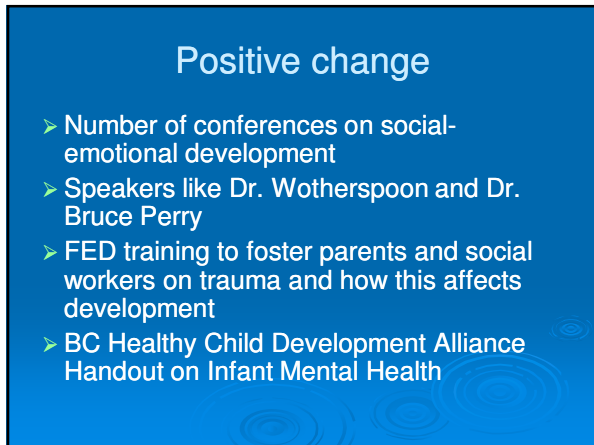 Positive change
➢ Number of conferences on social-
emotional development
➢ Speakers like Dr. Wotherspoon and Dr.
Bruce Perry
➢ FED training to foster parents and social
workers on trauma and how this affects
development
➢ BC Healthy Child Development Alliance
Handout on Infant Mental Health